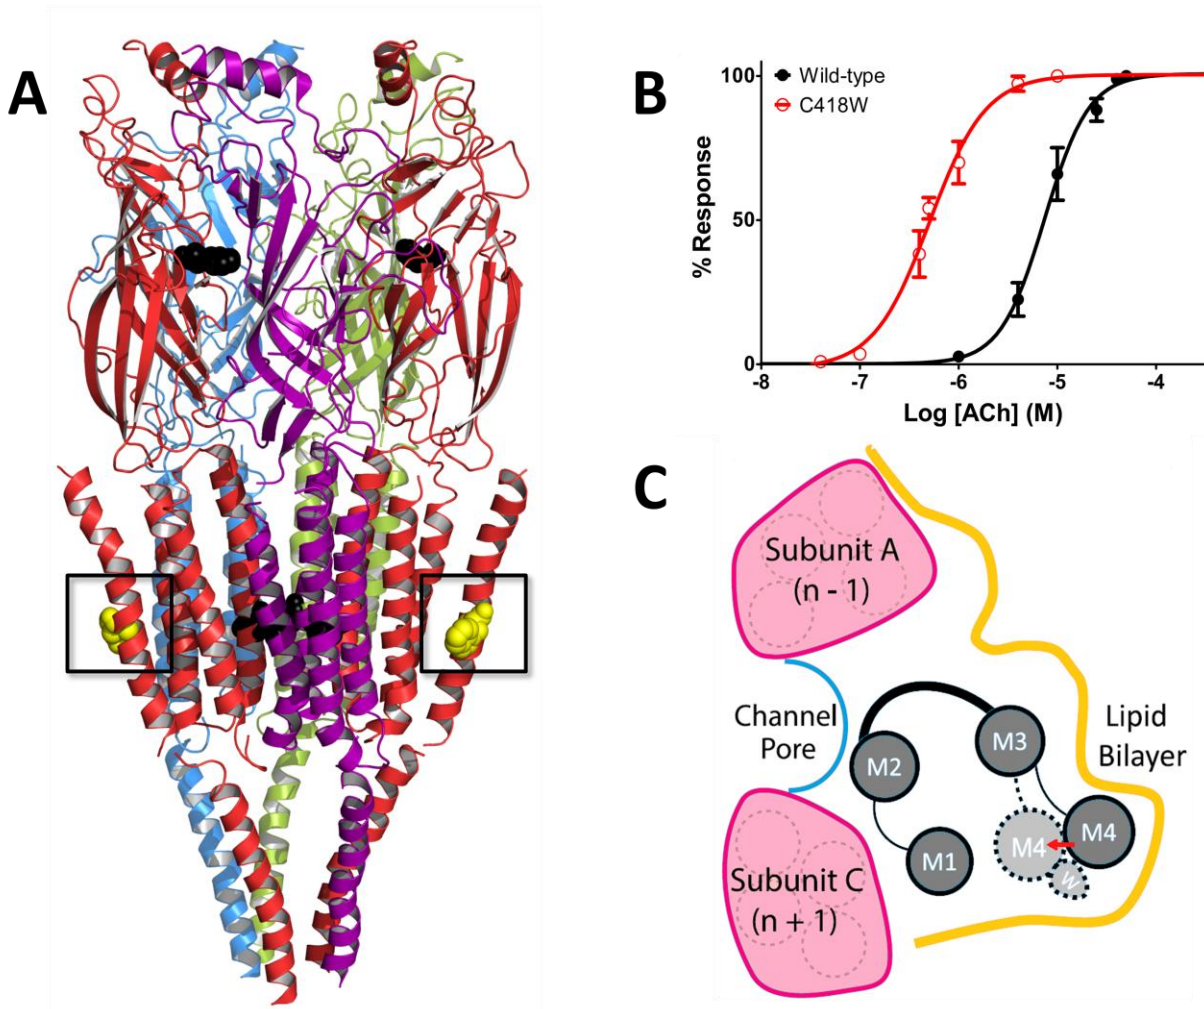 A
B
Wild-type
C418W
100
50
0
% Response
-8
-7
-6
-5
-4
Log [ACh] (M)
C
Subunit A
(n - 1)
Channel
Pore
M2
M3
Lipid
Bilayer
M4
M4
W
M1
Subunit C
(n + 1)